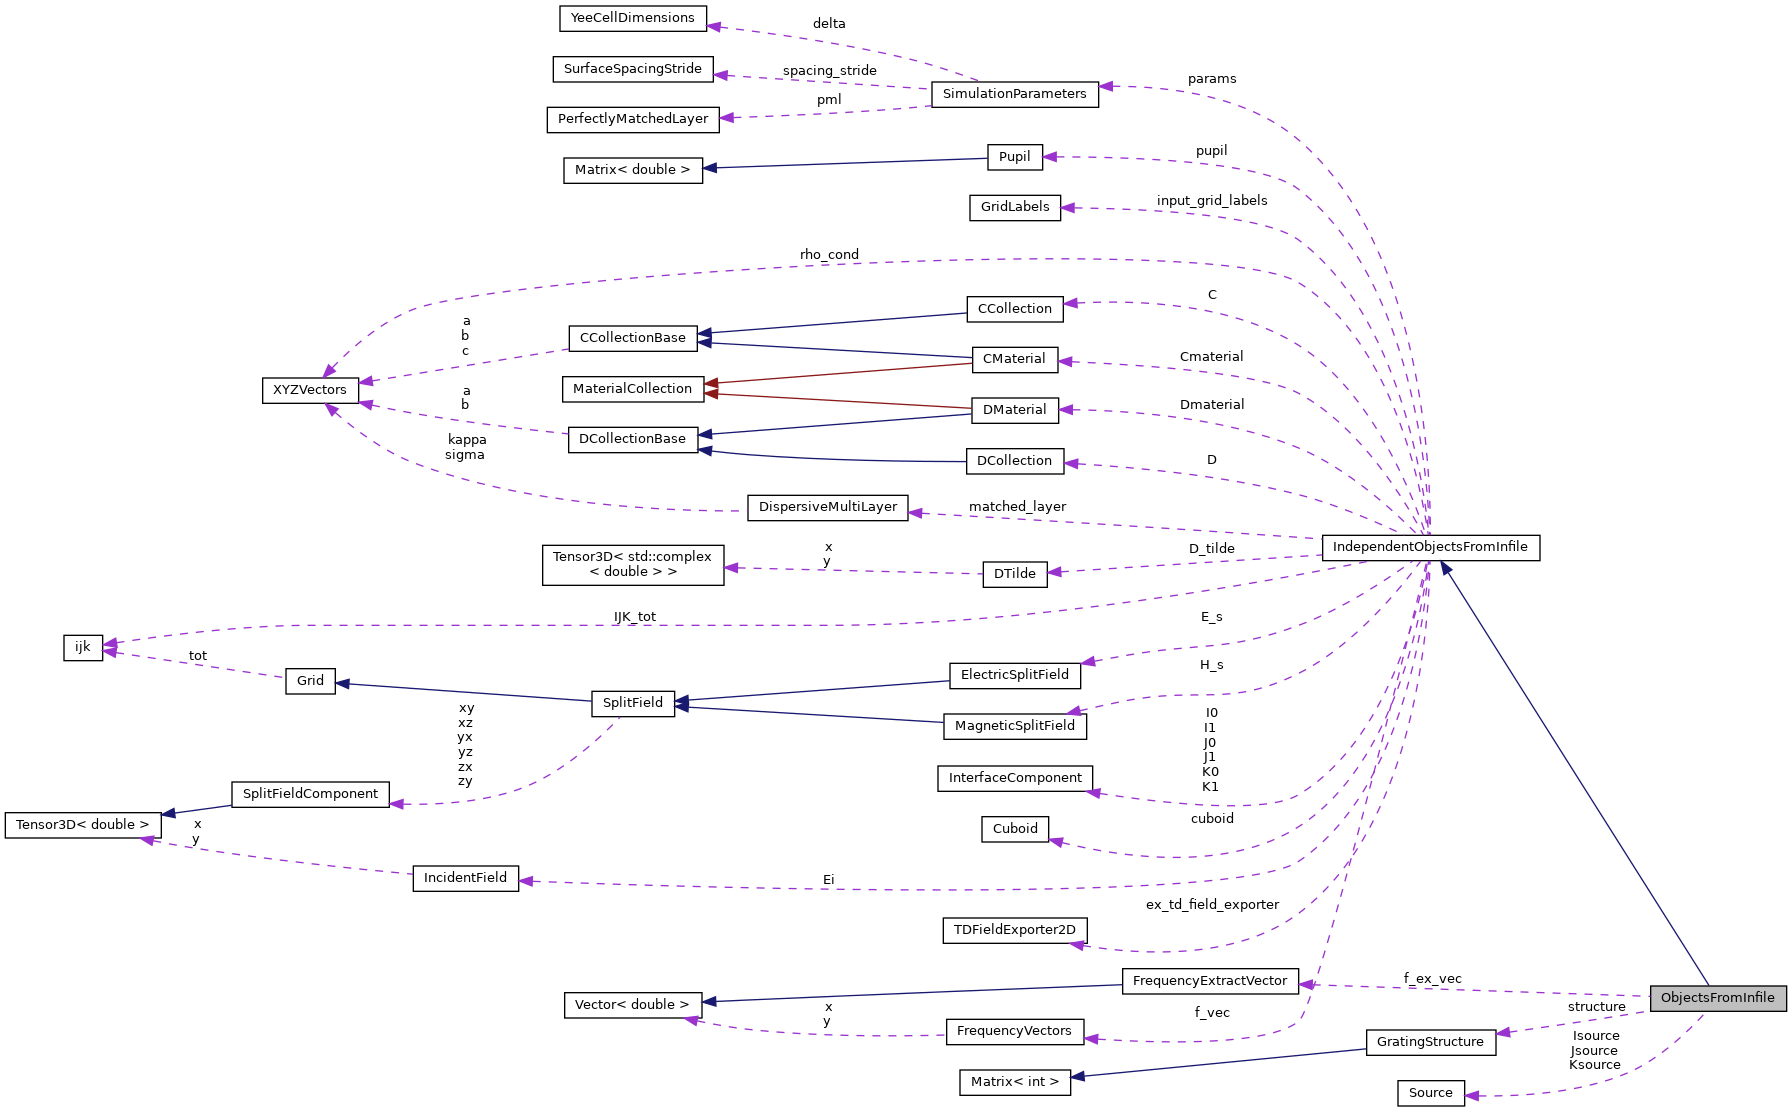 YeeCellDimensions
delta
SurfaceSpacingStride
spacing_stride
params
SimulationParameters
pml
PerfectlyMatchedLayer
pupil
Pupil
Matrix< double >
input_grid_labels
GridLabels
rho_cond
C
CCollection
a
b
c
CCollectionBase
Cmaterial
CMaterial
XYZVectors
MaterialCollection
a
b
Dmaterial
DMaterial
DCollectionBase
kappa
sigma
D
DCollection
DispersiveMultiLayer
matched_layer
IndependentObjectsFromInfile
Tensor3D< std::complex
< double > >
x
y
D_tilde
DTilde
IJK_tot
E_s
ijk
tot
Grid
ElectricSplitField
H_s
SplitField
xy
xz
yx
yz
zx
zy
MagneticSplitField
I0
I1
J0
J1
K0
K1
InterfaceComponent
SplitFieldComponent
Tensor3D< double >
x
y
cuboid
Cuboid
IncidentField
Ei
ex_td_field_exporter
TDFieldExporter2D
FrequencyExtractVector
f_ex_vec
ObjectsFromInfile
Vector< double >
x
y
f_vec
FrequencyVectors
structure
GratingStructure
Isource
Jsource
Ksource
Matrix< int >
Source